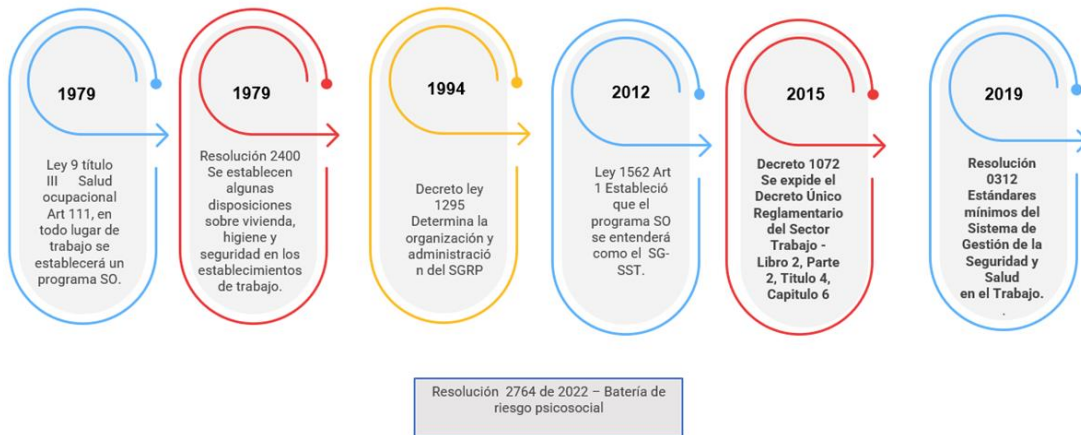 1979
Ley 9 título
III Salud
ocupacional
Art 111, en
todo lugar de
trabajo se
establecerá un
programa SO.
1979
Resolución 2400
Se establecen
algunas
disposiciones
sobre vivienda,
higiene y
seguridad en los
establecimientos
de trabajo.
1994
Decreto ley
1295
Determina la
organización y
administració
n del SGRP
2012
Ley 1562 Art
1 Estableció
que el
programa SO
se entenderá
como el SG-
SST.
2015
Decreto 1072
Se expide el
Decreto Único
Reglamentario
del Sector
Trabajo -
Libro 2, Parte
2, Titulo 4,
Capitulo 6
2019
Resolución
0312
Estándares
mínimos del
Sistema de
Gestión de la
Seguridad y
Salud
en el Trabajo.
.
Resolución 2764 de 2022 – Batería de
riesgo psicosocial